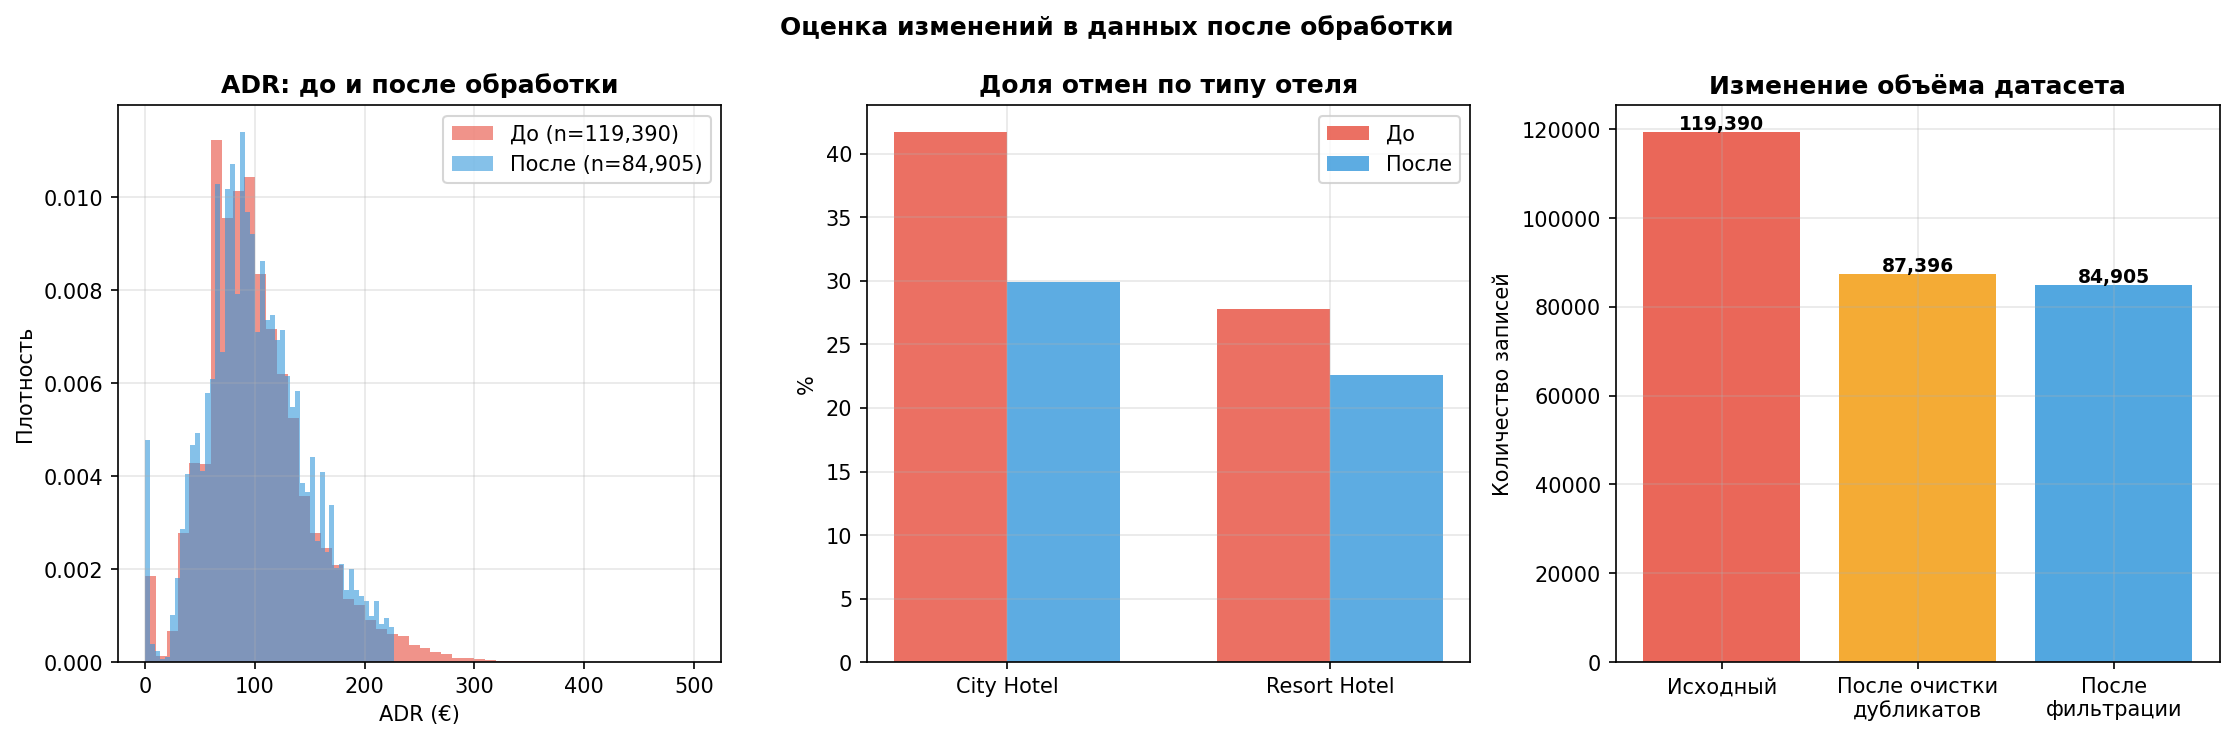 Оценка изменений в данных после обработки
ADR: до и после обработки
До (n=119,390)
После (n=84,905)
Плотность
0.010
0.008
0.006
0.004
0.002
0.000
0 100 200 300 400 500
ADR (€)
Доля отмен по типу отеля
До
После
%
40
35
30
25
20
15
10
5
0
City Hotel Resort Hotel
Изменение объёма датасета
Количество записей
120000
100000
80000
60000
40000
20000
0
119,390
87,396
84,905
Исходный
После очистки
дубликатов
После
фильтрации